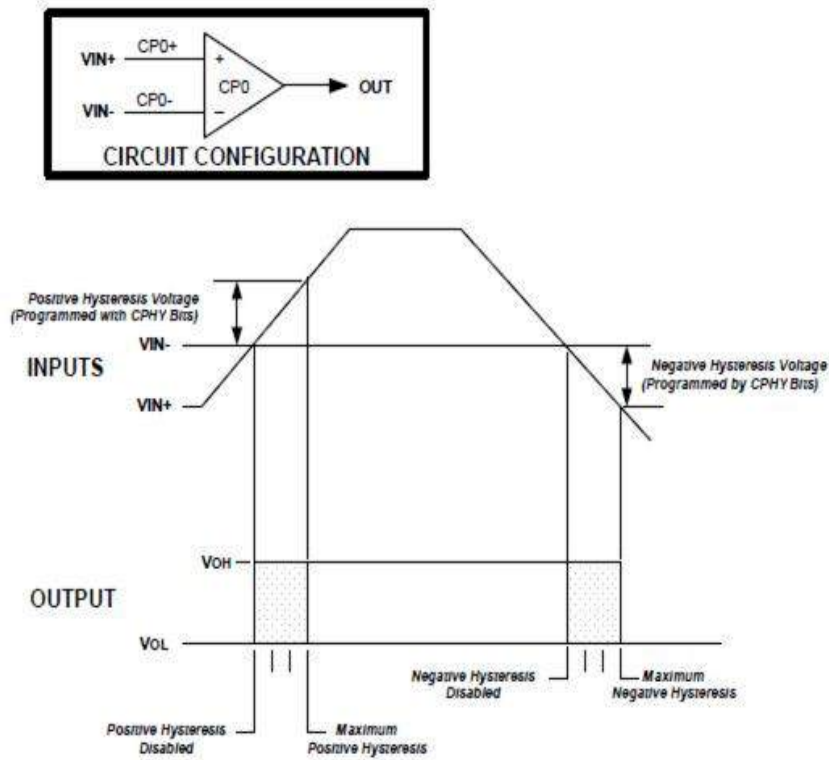 VIN+
CP0+
+
CP0
OUT
VIN-
CP0-
–
CIRCUIT CONFIGURATION
Positive Hysteresis Voltage
(Programmed with CPHY Bits)
VIN-
INPUTS
Negative Hysteresis Voltage
(Programmed by CPHY Bits)
VIN+
VOH
OUTPUT
VOL
Negative Hysteresis
Disabled
Maximum
Negative Hysteresis
Positive Hysteresis
Disabled
Maximum
Positive Hysteresis